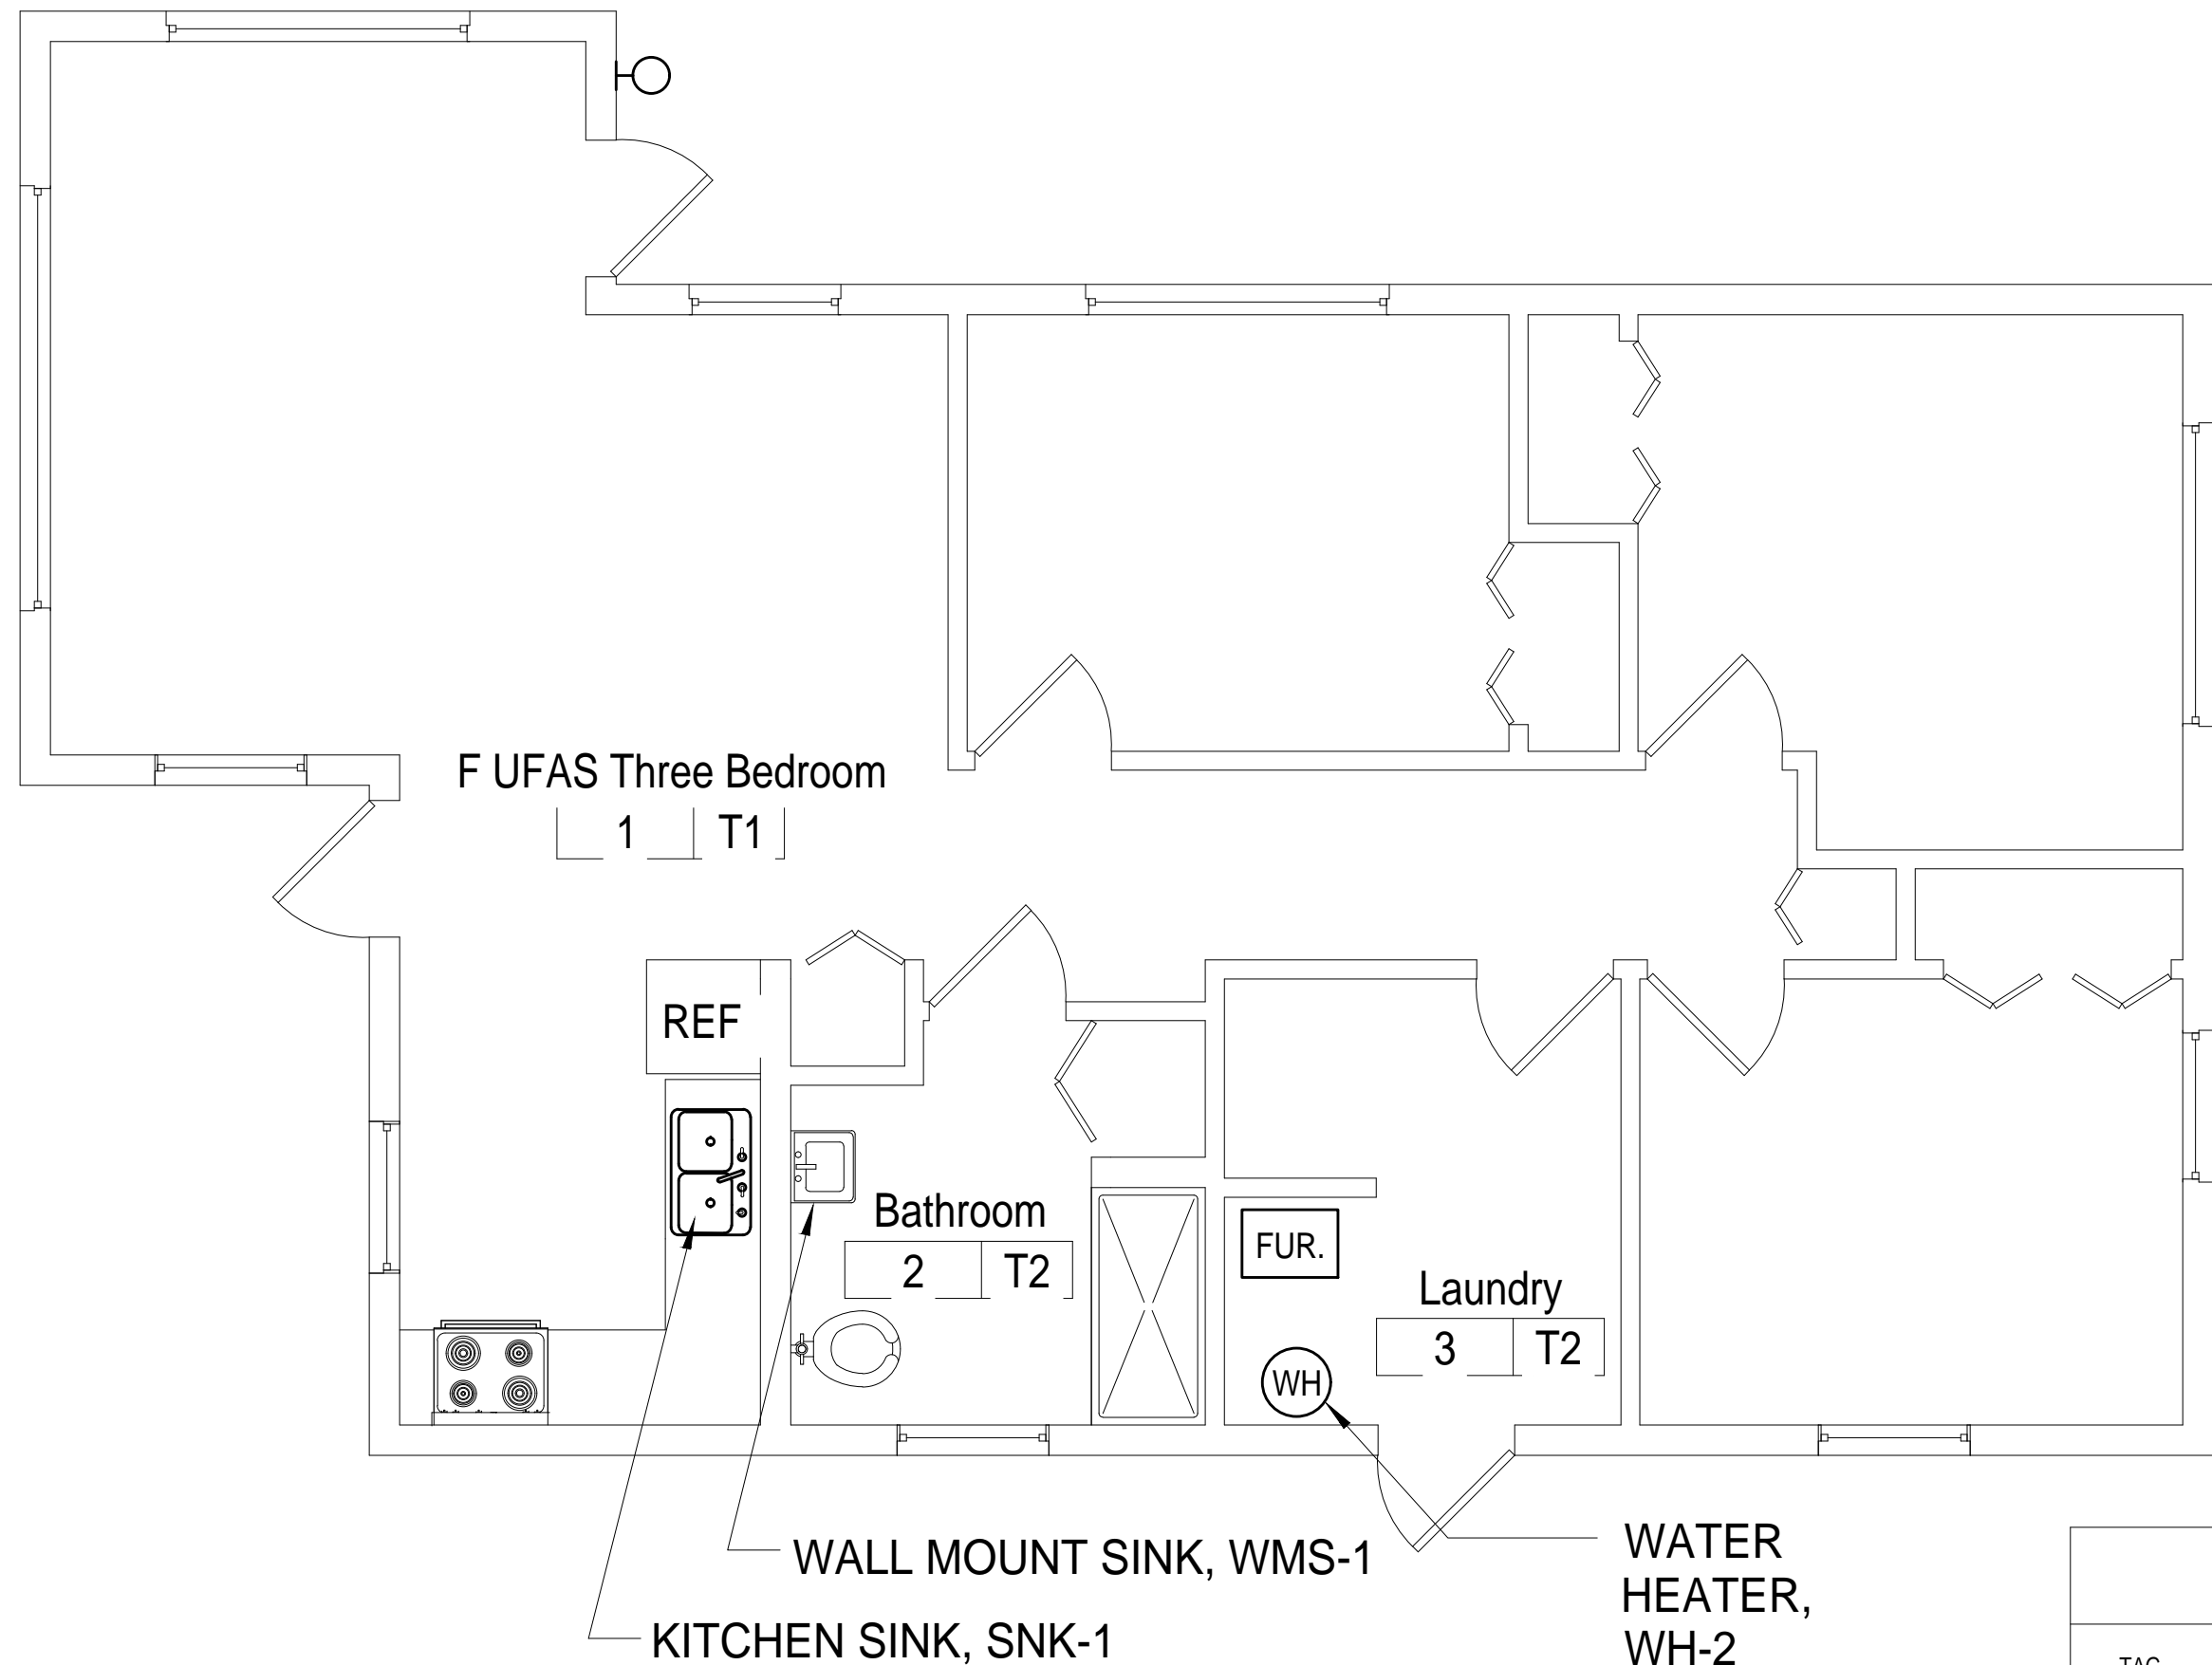 F UFAS Three Bedroom
1 T1
REF
Bathroom
2 T2
FUR.
Laundry
3 T2
WH
WALL MOUNT SINK, WMS-1
KITCHEN SINK, SNK-1
WATER
HEATER,
WH-2
TAG